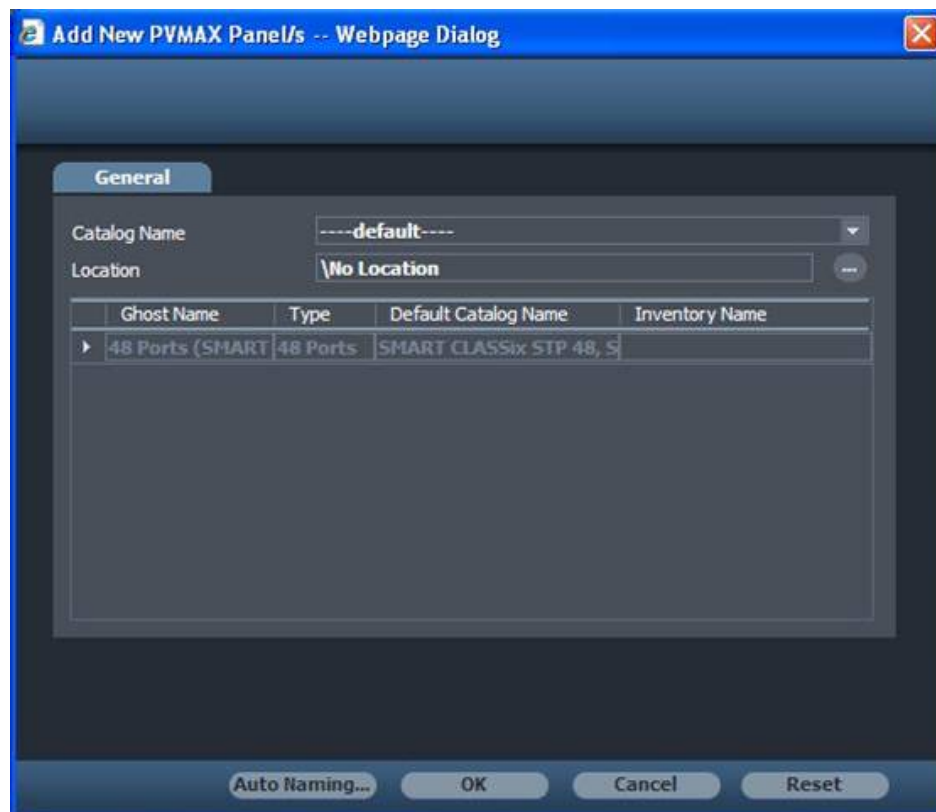 Add New PVMAX Panel/s -- Webpage Dialog
General
Catalog Name ----default----
Location \No Location ...
Ghost Name Type Default Catalog Name Inventory Name
48 Ports (SMART 48 Ports SMART CLASSix STP 48, S
Auto Naming... OK Cancel Reset